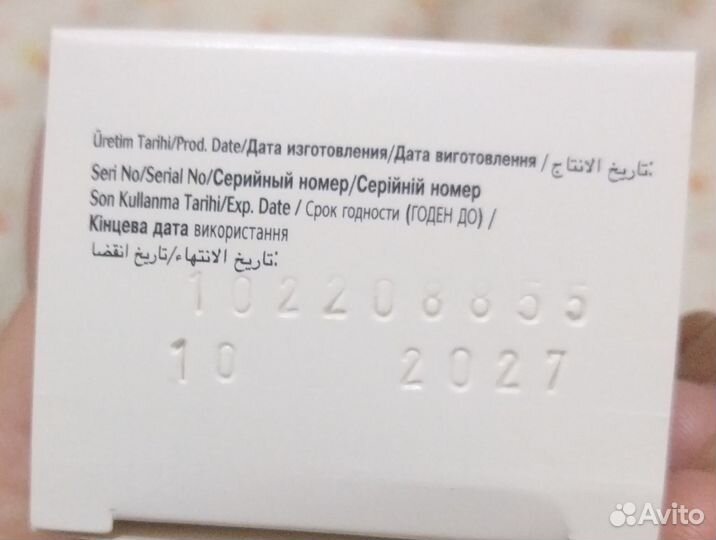 Üretim Tarihi/Prod. Date/Дата изготовления/Дата виготовлення / تاريخ الانتاج:
Seri No/Serial No/Серийный номер/Серійній номер
Son Kullanma Tarihi/Exp. Date / Срок годности (ГОДЕН ДО) /
Кінцева дата використання
تاريخ الانتهاء/تاريخ انقضا:
102208855
10 2027
Avito